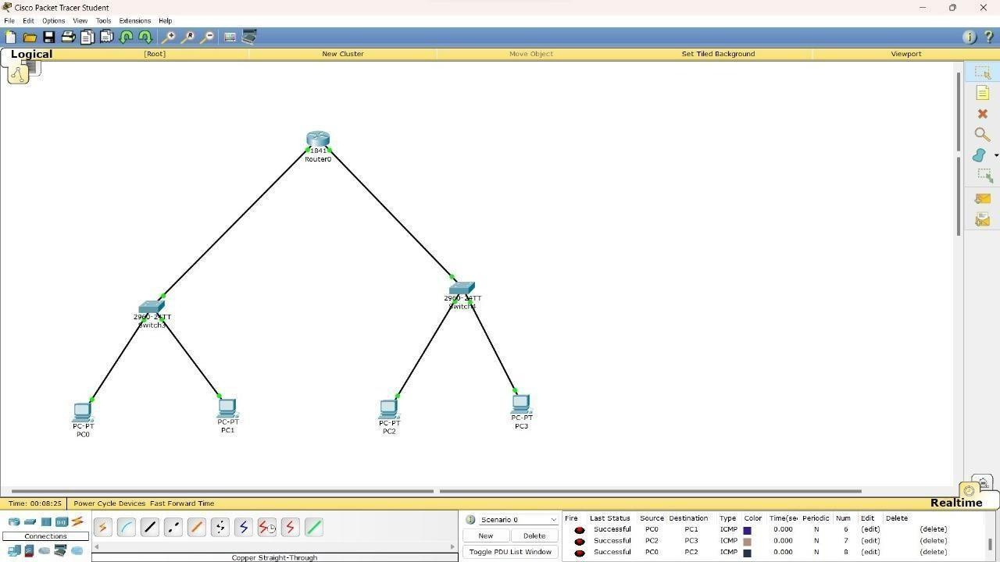 Cisco Packet Tracer Student
File Edit Options View Tools Extensions Help
Logical [Root] New Cluster Move Object Set Tiled Background Viewport
1841
Router0
2960-24TT
Switch4
2960-24TT
Switch3
PC-PT
PC0
PC-PT
PC1
PC-PT
PC2
PC-PT
PC3
Time: 00:08:25 Power Cycle Devices Fast Forward Time Realtime
Connections
Copper Straight-Through
Scenario 0
New Delete
Toggle PDU List Window
Fire Last Status Source Destination Type Color Time(se Periodic Num Edit Delete
Successful PC0 PC1 ICMP 0.000 N 6 (edit) (delete)
Successful PC2 PC3 ICMP 0.000 N 7 (edit) (delete)
Successful PC0 PC2 ICMP 0.000 N 8 (edit) (delete)